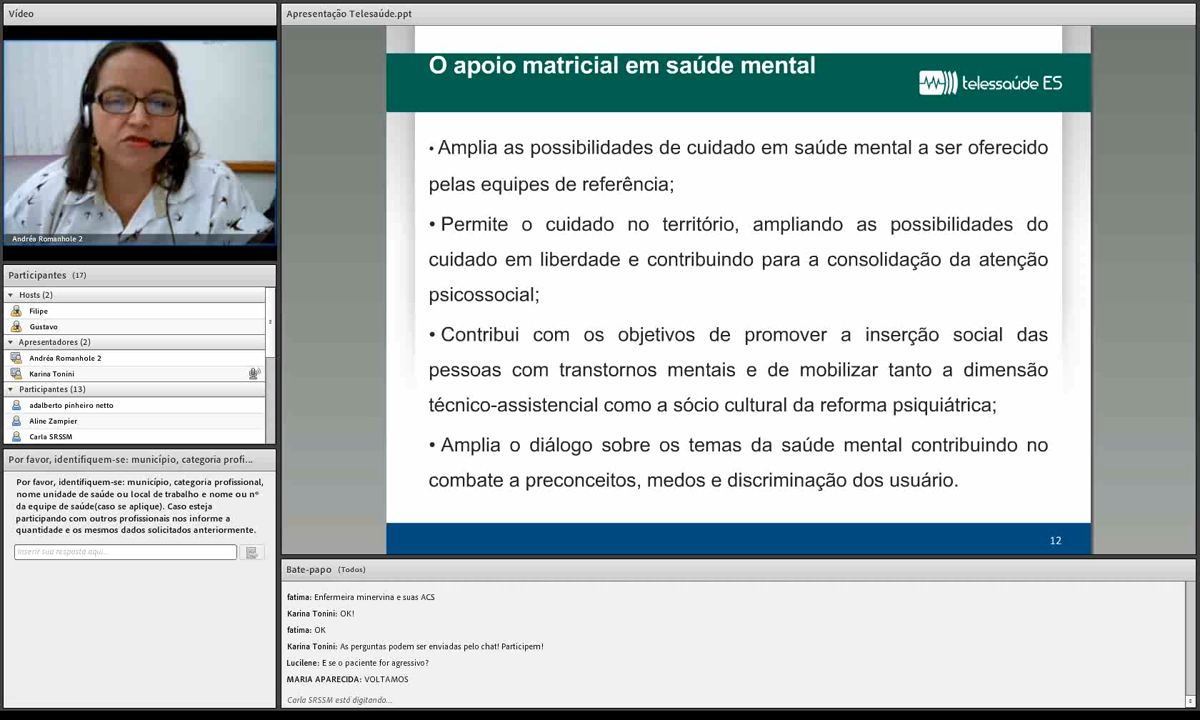 Vídeo
Andréa Romanhole 2
Participantes (17)
Hosts (2)
Filipe
Gustavo
Apresentadores (2)
Andréa Romanhole 2
Karina Tonini
Participantes (13)
adalberto pinheiro netto
Aline Zampier
Carla SRSSM
Por favor, identifiquem-se: município, categoria profi...
Por favor, identifiquem-se: município, categoria profissional,
nome unidade de saúde ou local de trabalho e nome ou nº
da equipe de saúde(caso se aplique). Caso esteja
participando com outros profissionais nos informe a
quantidade e os mesmos dados solicitados anteriormente.
Inserir sua resposta aqui...
Apresentação Telesaúde.ppt
O apoio matricial em saúde mental
telessaúde ES
• Amplia as possibilidades de cuidado em saúde mental a ser oferecido
pelas equipes de referência;
• Permite o cuidado no território, ampliando as possibilidades do
cuidado em liberdade e contribuindo para a consolidação da atenção
psicossocial;
• Contribui com os objetivos de promover a inserção social das
pessoas com transtornos mentais e de mobilizar tanto a dimensão
técnico-assistencial como a sócio cultural da reforma psiquiátrica;
• Amplia o diálogo sobre os temas da saúde mental contribuindo no
combate a preconceitos, medos e discriminação dos usuário.
12
Bate-papo (Todos)
fatima: Enfermeira minervina e suas ACS
Karina Tonini: OK!
fatima: OK
Karina Tonini: As perguntas podem ser enviadas pelo chat! Participem!
Lucilene: E se o paciente for agressivo?
MARIA APARECIDA: VOLTAMOS
Carla SRSSM está digitando...